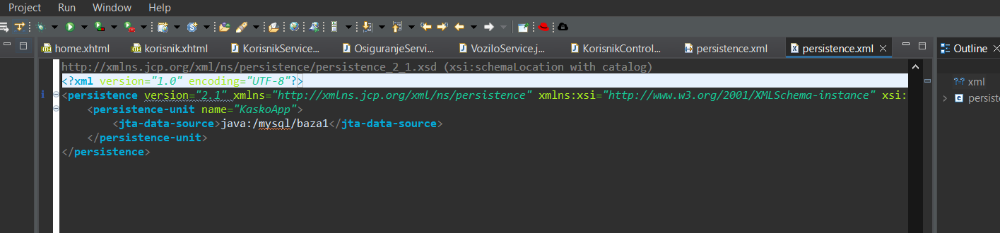 Project Run Window Help
home.xhtml korisnik.xhtml KorisnikService... OsiguranjeServi... VoziloService.j... KorisnikControl... persistence.xml persistence.xml Outline
http://xmlns.jcp.org/xml/ns/persistence/persistence_2_1.xsd (xsi:schemaLocation with catalog)
<?xml version="1.0" encoding="UTF-8"?>
<persistence version="2.1" xmlns="http://xmlns.jcp.org/xml/ns/persistence" xmlns:xsi="http://www.w3.org/2001/XMLSchema-instance" xsi:
<persistence-unit name="KaskoApp">
<jta-data-source>java:/mysql/baza1</jta-data-source>
</persistence-unit>
</persistence>
xml
persiste